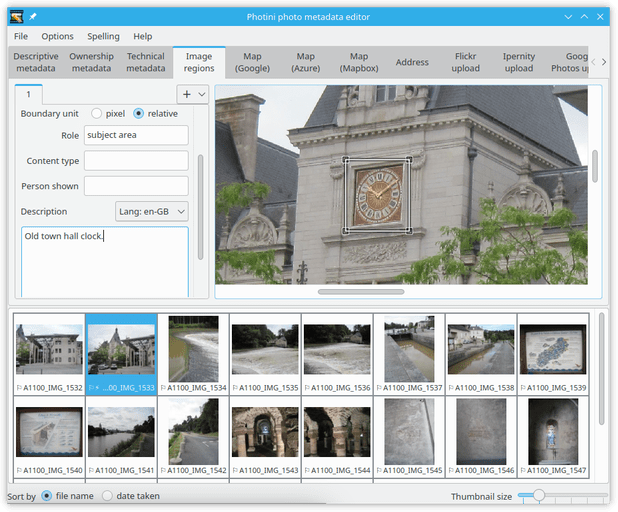 Photini photo metadata editor
File Options Spelling Help
Descriptive metadata
Ownership metadata
Technical metadata
Image regions
Map (Google)
Map (Azure)
Map (Mapbox)
Address
Flickr upload
Ipernity upload
Goog
Photos up
1
Boundary unit pixel relative
Role subject area
Content type
Person shown
Description Lang: en-GB
Old town hall clock.
A1100_IMG_1532
...00_IMG_1533
A1100_IMG_1534
A1100_IMG_1535
A1100_IMG_1536
A1100_IMG_1537
A1100_IMG_1538
A1100_IMG_1539
A1100_IMG_1540
A1100_IMG_1541
A1100_IMG_1542
A1100_IMG_1543
A1100_IMG_1544
A1100_IMG_1545
A1100_IMG_1546
A1100_IMG_1547
Sort by file name date taken
Thumbnail size